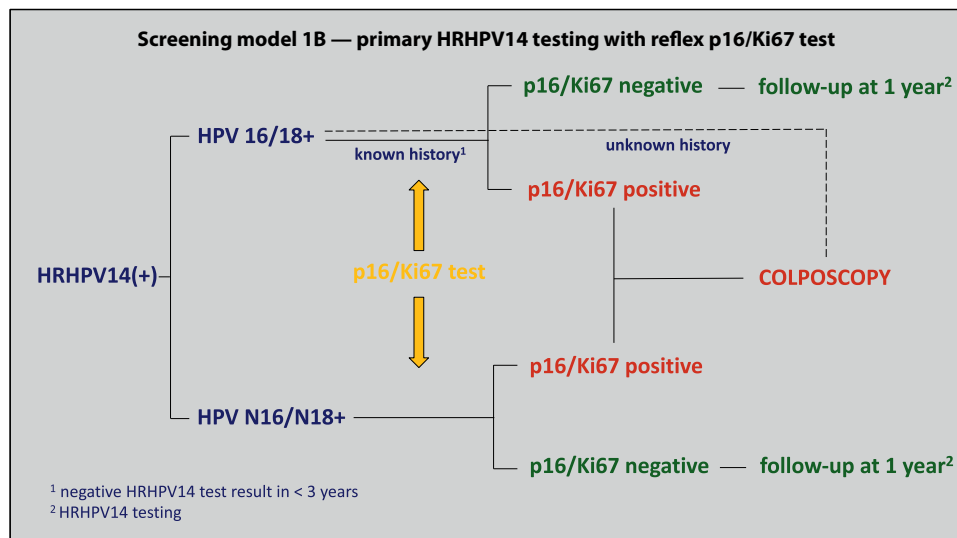 Screening model 1B — primary HRHPV14 testing with reflex p16/Ki67 test
p16/Ki67 negative
follow-up at 1 year²
HPV 16/18+
known history¹
unknown history
p16/Ki67 positive
HRHPV14(+)
p16/Ki67 test
COLPOSCOPY
p16/Ki67 positive
HPV N16/N18+
p16/Ki67 negative
follow-up at 1 year²
¹ negative HRHPV14 test result in < 3 years
² HRHPV14 testing